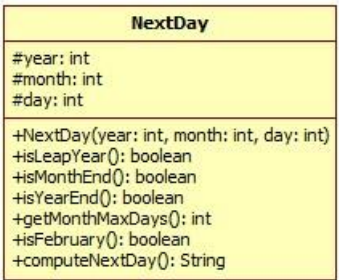 NextDay
#year: int
#month: int
#day: int
+NextDay(year: int, month: int, day: int)
+isLeapYear(): boolean
+isMonthEnd(): boolean
+isYearEnd(): boolean
+getMonthMaxDays(): int
+isFebruary(): boolean
+computeNextDay(): String